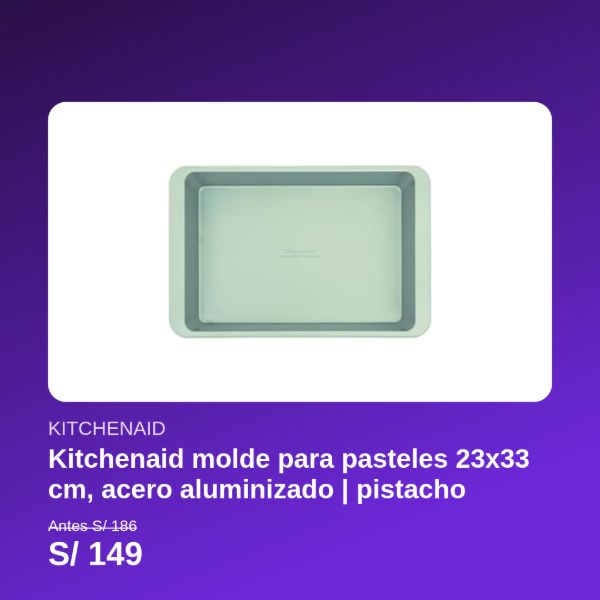 KITCHENAID
Kitchenaid molde para pasteles 23x33
cm, acero aluminizado | pistacho
Antes S/ 186
S/ 149